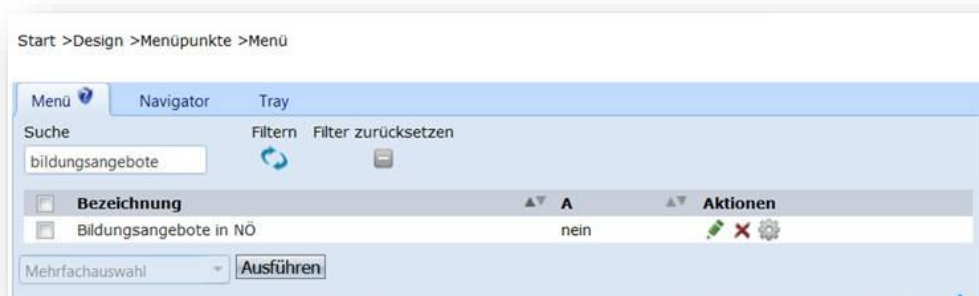 Start >Design >Menüpunkte >Menü
Menü Navigator Tray
Suche Filtern Filter zurücksetzen
bildungsangebote
Bezeichnung A Aktionen
Bildungsangebote in NÖ nein
Mehrfachauswahl Ausführen